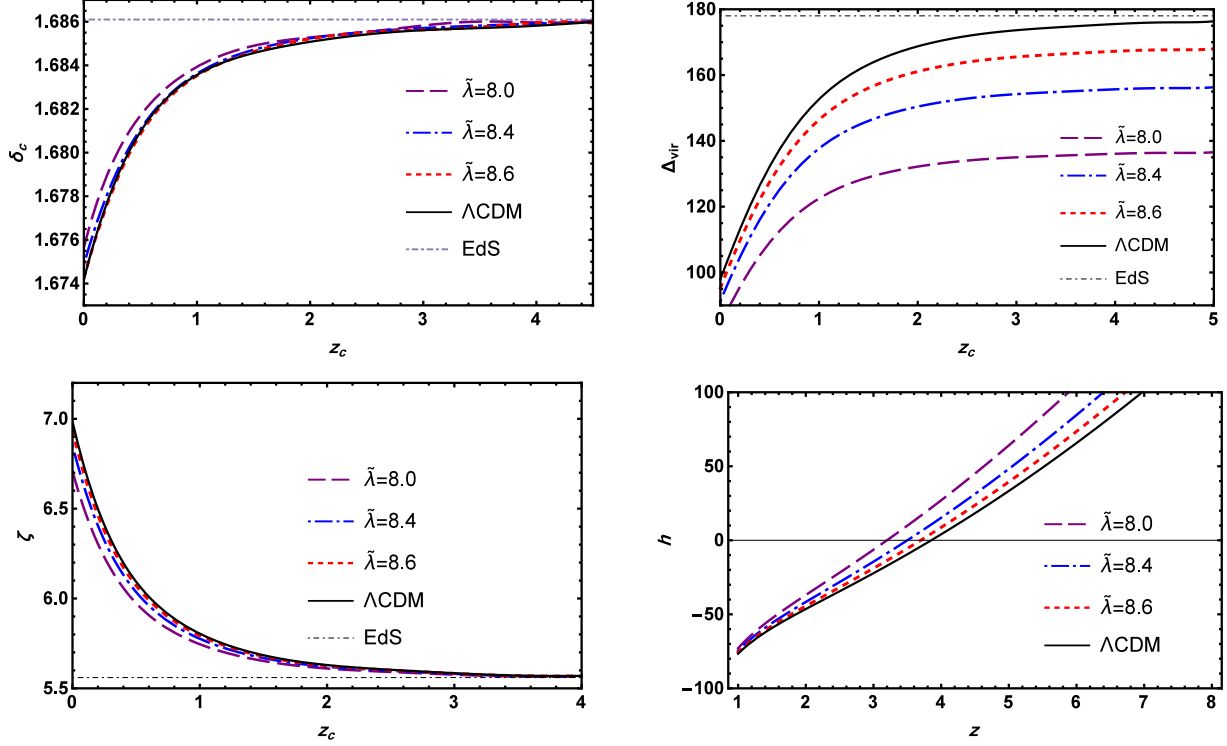 1.686
1.684
1.682
1.680
1.678
1.676
1.674
δc
0 1 2 3 4
zc
λ̃=8.0
λ̃=8.4
λ̃=8.6
ΛCDM
EdS
180
160
140
120
100
Δvir
0 1 2 3 4 5
zc
λ̃=8.0
λ̃=8.4
λ̃=8.6
ΛCDM
EdS
7.0
6.5
6.0
5.5
ζ
0 1 2 3 4
zc
λ̃=8.0
λ̃=8.4
λ̃=8.6
ΛCDM
EdS
100
50
0
−50
−100
h
1 2 3 4 5 6 7 8
z
λ̃=8.0
λ̃=8.4
λ̃=8.6
ΛCDM